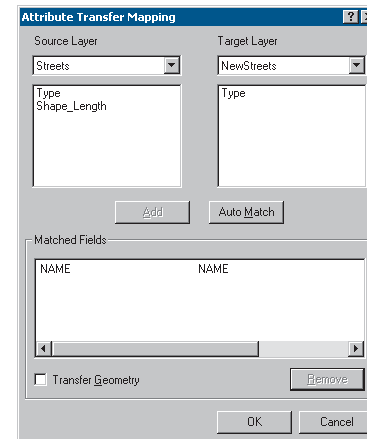 Attribute Transfer Mapping
Source Layer Target Layer
Streets NewStreets
Type Type
Shape_Length
Add Auto Match
Matched Fields
NAME NAME
Transfer Geometry Remove
OK Cancel